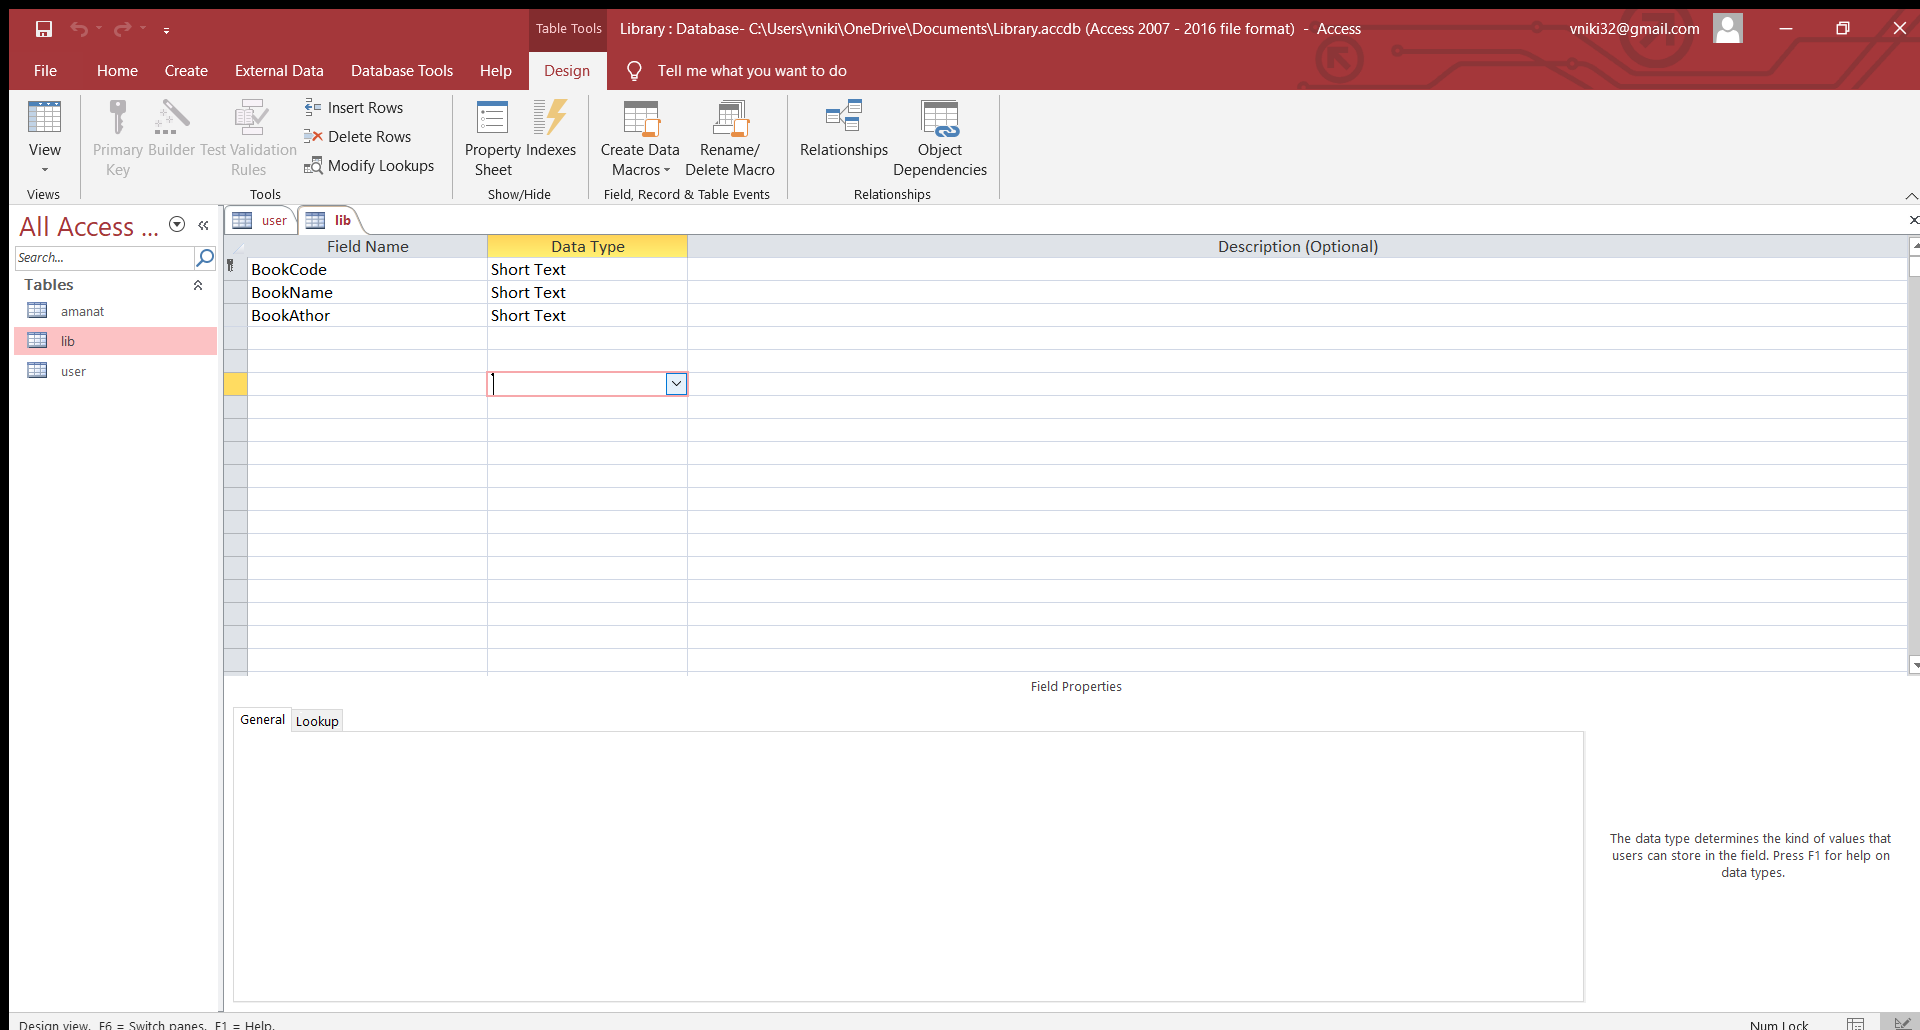 Table Tools
Library : Database- C:\Users\vniki\OneDrive\Documents\Library.accdb (Access 2007 - 2016 file format) - Access
vniki32@gmail.com
File Home Create External Data Database Tools Help Design Tell me what you want to do
View
Views
Primary Key
Builder
Test Validation Rules
Insert Rows
Delete Rows
Modify Lookups
Tools
Property Sheet
Indexes
Show/Hide
Create Data Macros
Rename/ Delete Macro
Field, Record & Table Events
Relationships
Object Dependencies
Relationships
All Access ...
Search...
Tables
amanat
lib
user
user lib
Field Name Data Type Description (Optional)
BookCode Short Text
BookName Short Text
BookAthor Short Text
Field Properties
General Lookup
The data type determines the kind of values that
users can store in the field. Press F1 for help on
data types.
Design view. F6 = Switch panes. F1 = Help.
Num Lock